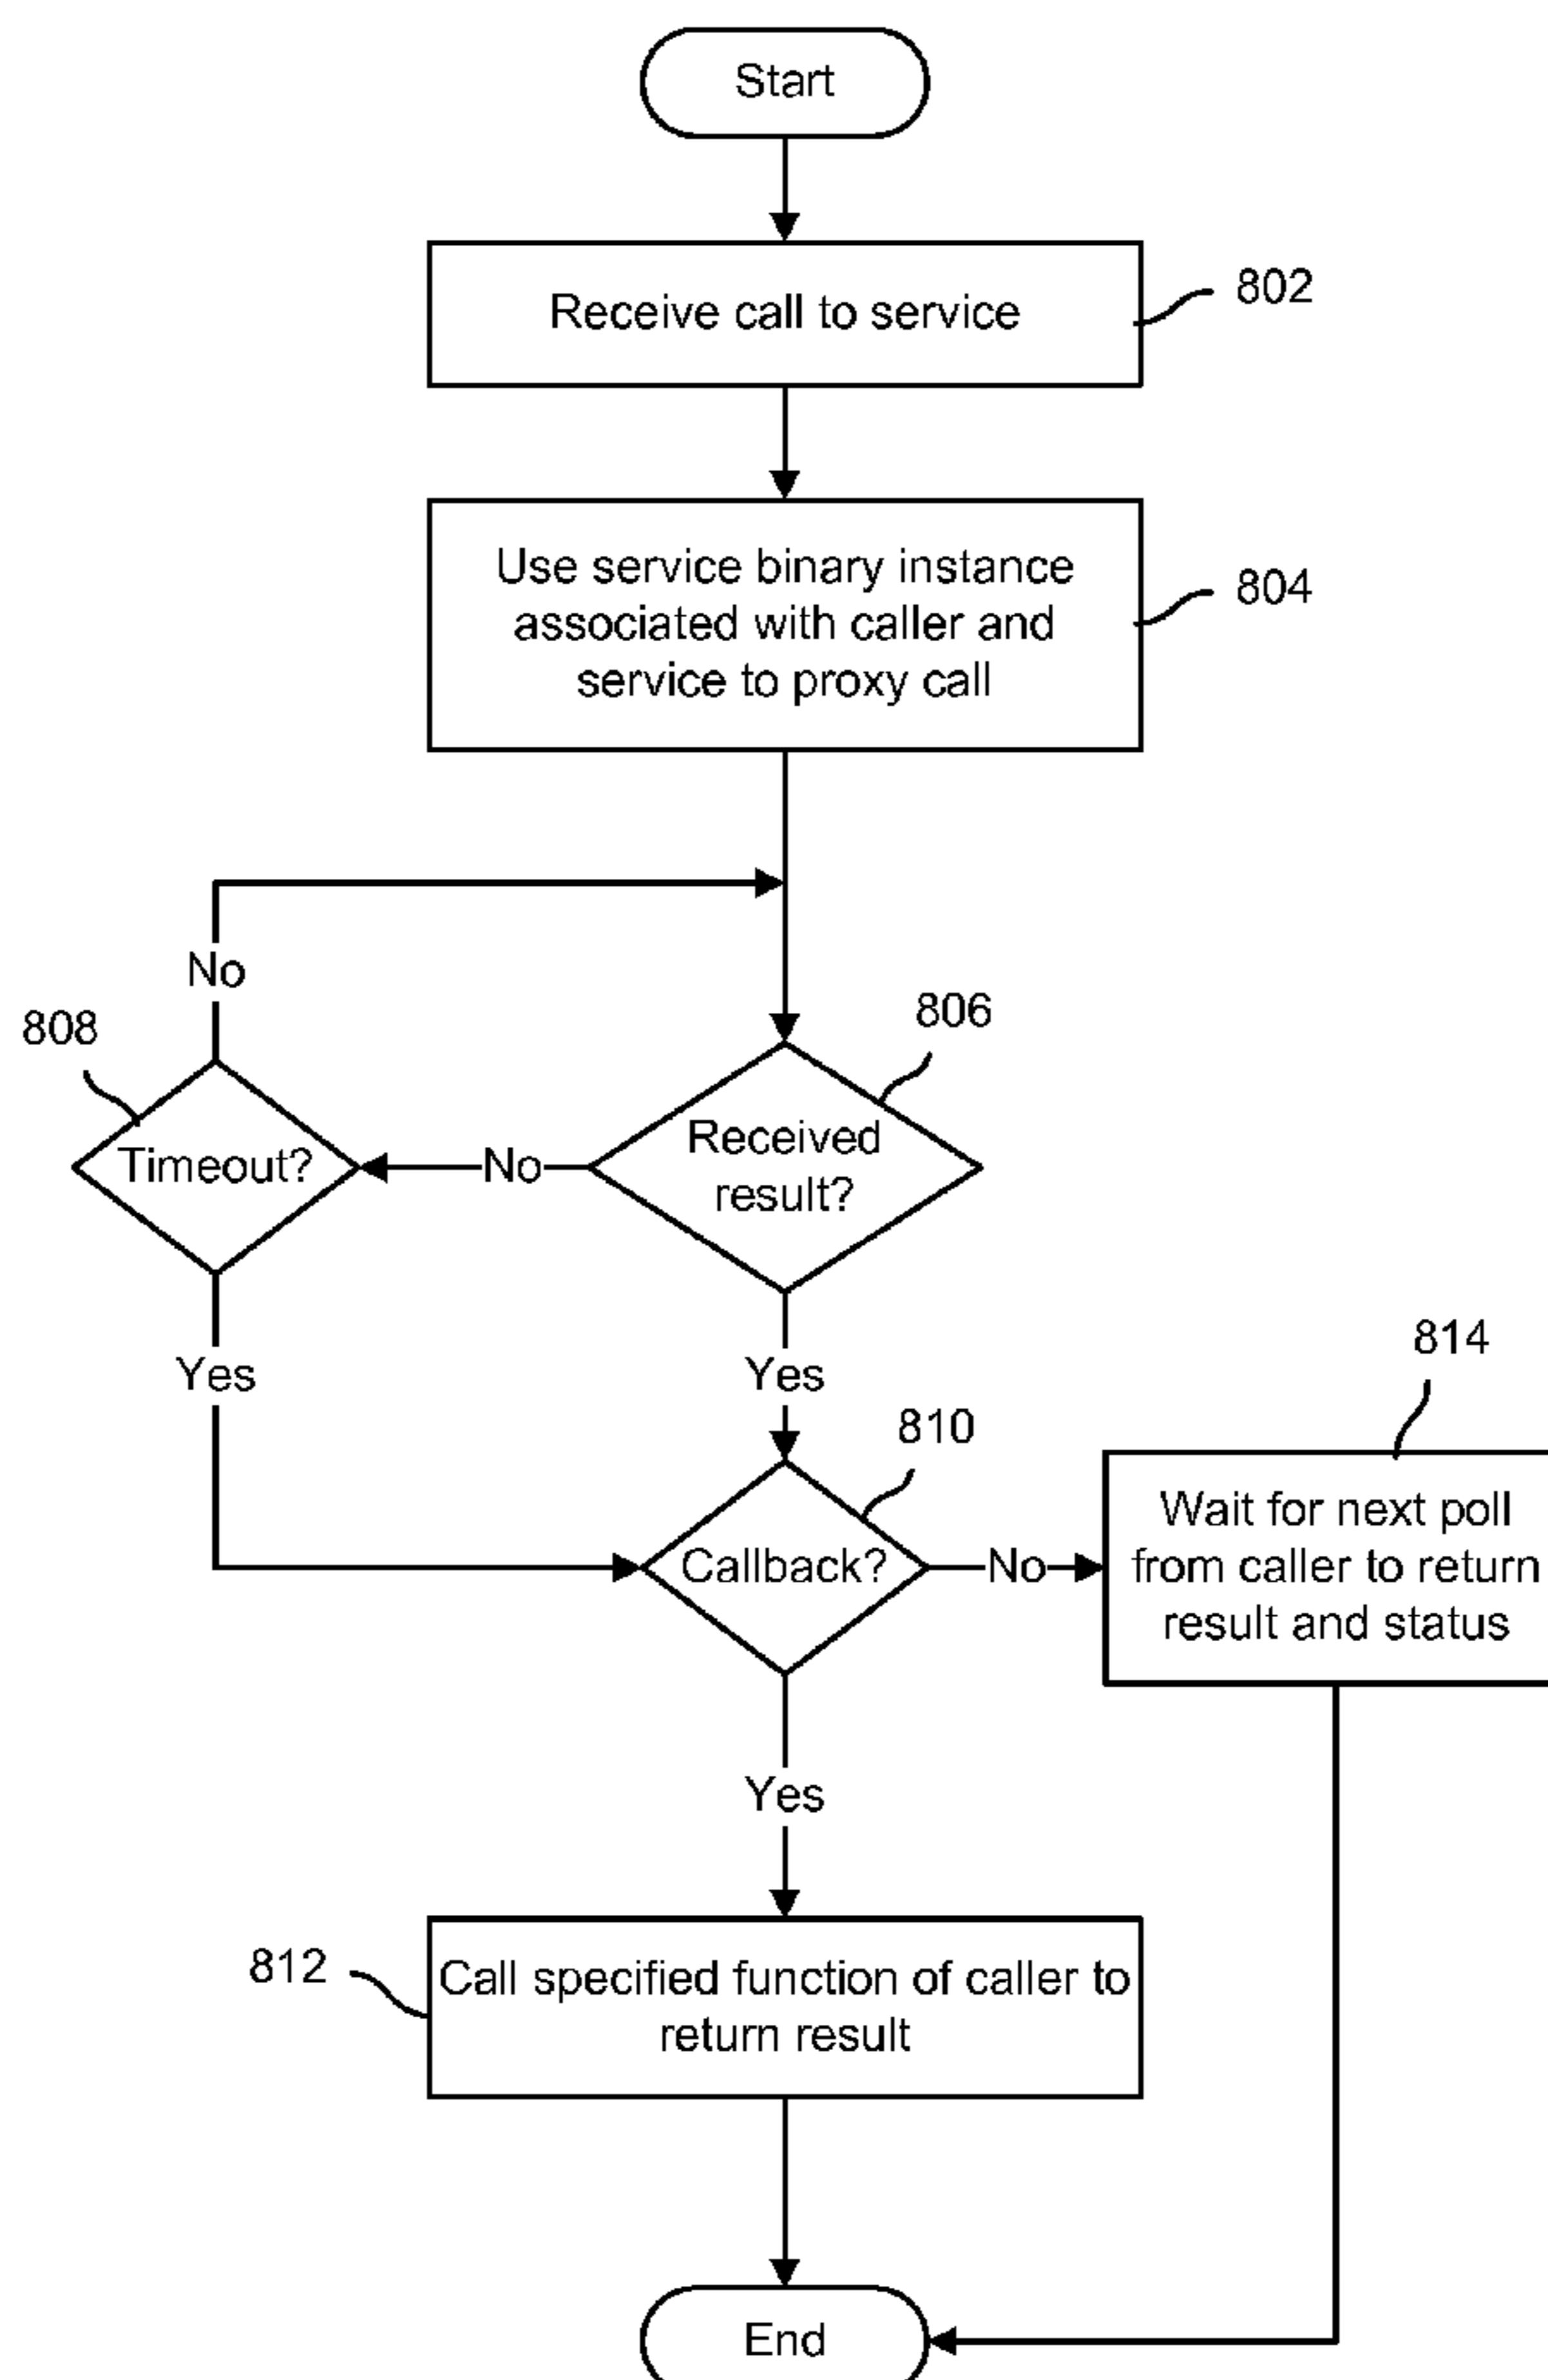 Start
Receive call to service
802
Use service binary instance
associated with caller and
service to proxy call
804
No
808
806
Timeout?
No
Received
result?
Yes
Yes
814
810
Callback?
No
Wait for next poll
from caller to return
result and status
Yes
812
Call specified function of caller to
return result
End